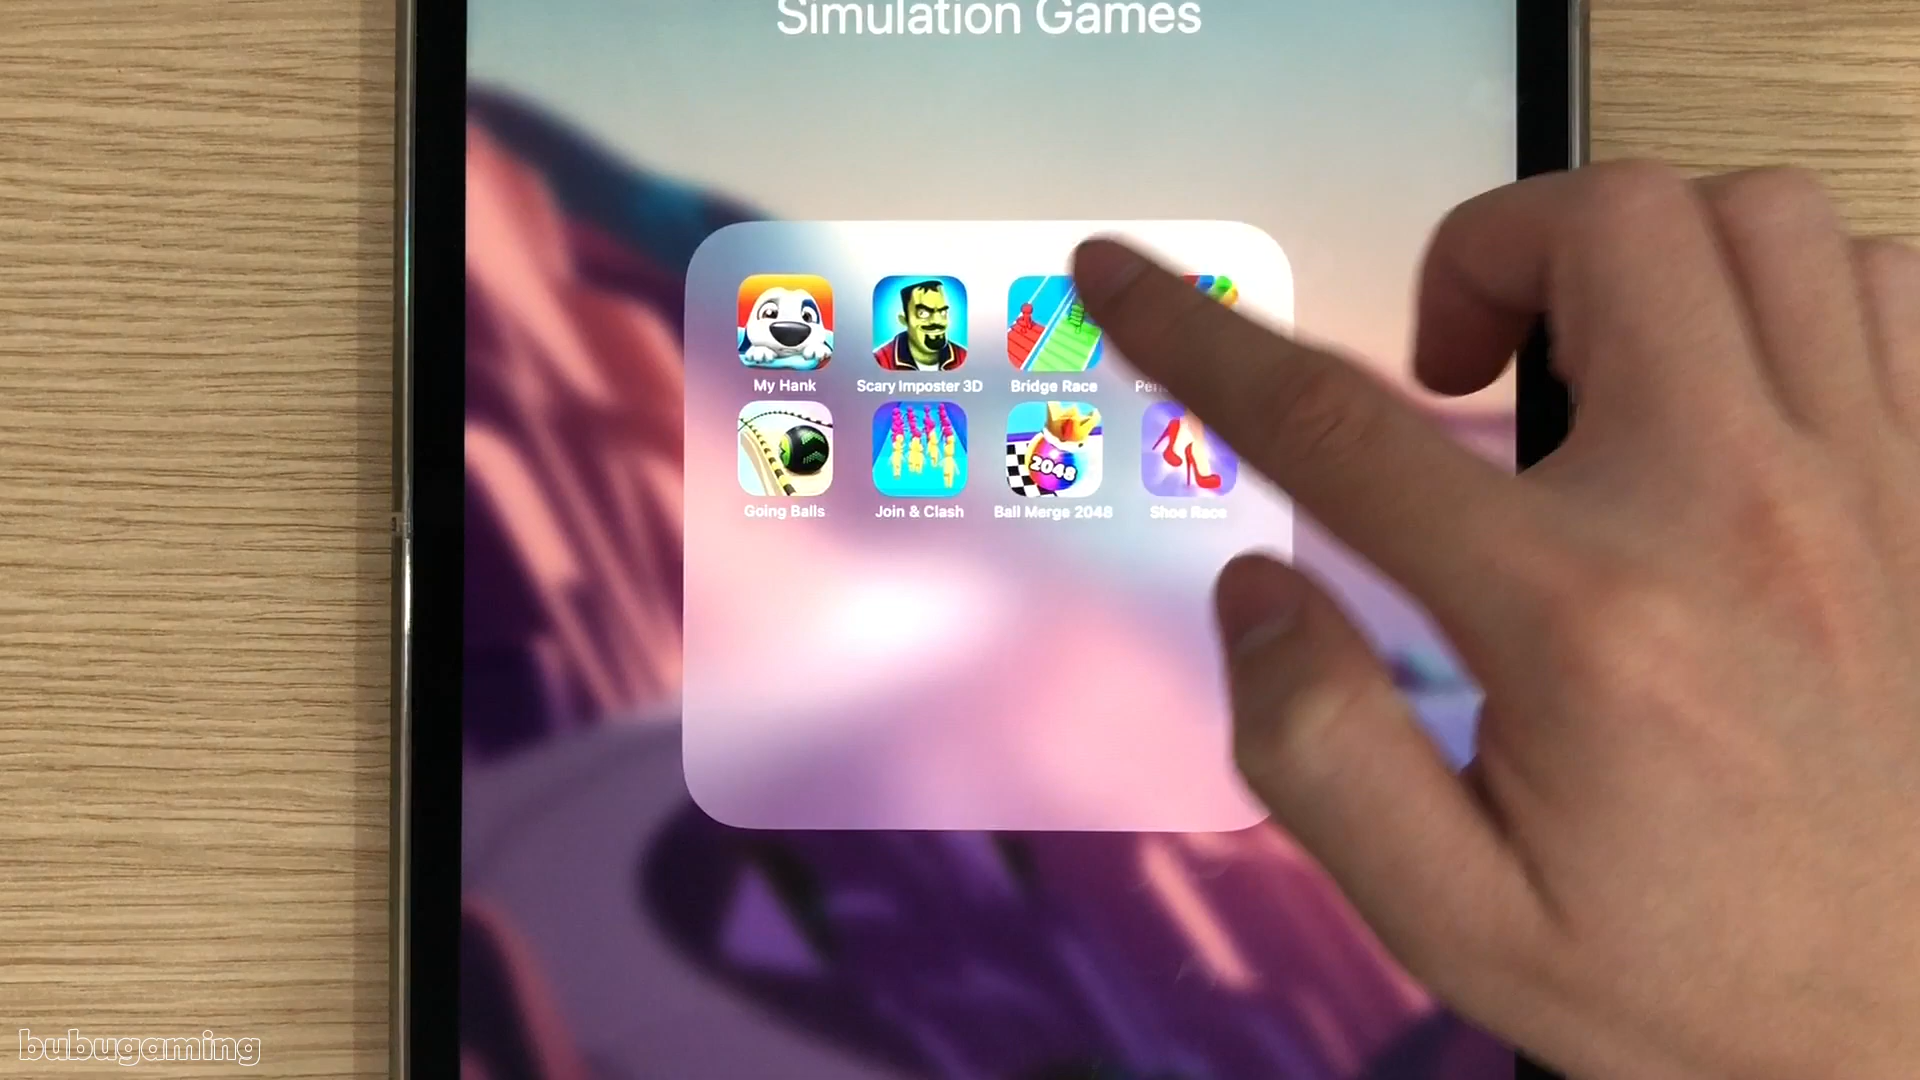 Simulation Games
My Hank
Scary Imposter 3D
Bridge Race
Going Balls
Join & Clash
Ball Merge 2048
2048
Shoe Race
bubugaming